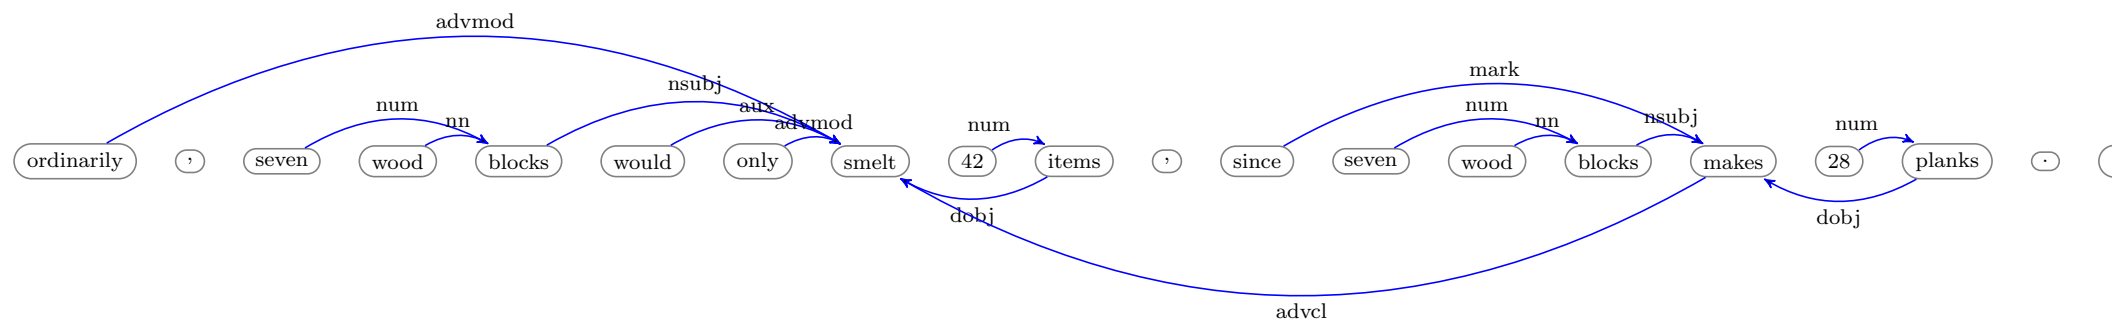 advmod
mark
nsubj
num aux num
nn advmod num nn nsubj num
ordinarily , seven wood blocks would only smelt 42 items , since seven wood blocks makes 28 planks .
dobj dobj
advcl